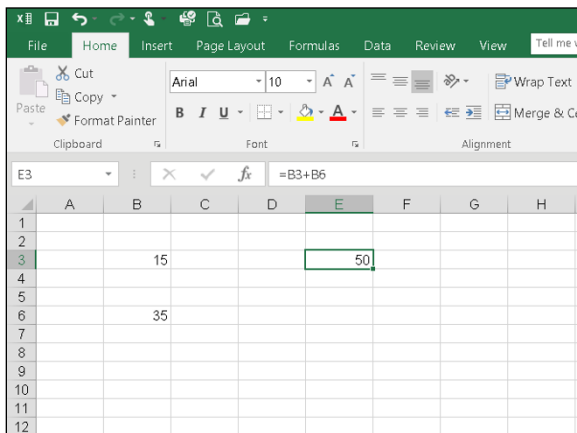 File Home Insert Page Layout Formulas Data Review View Tell me
Cut
Copy
Paste
Format Painter
Clipboard
Arial 10 A A
B I U A
Font
Wrap Text
Merge & Ce
Alignment
E3 fx =B3+B6
A B C D E F G H
1
2
3 15 50
4
5
6 35
7
8
9
10
11
12